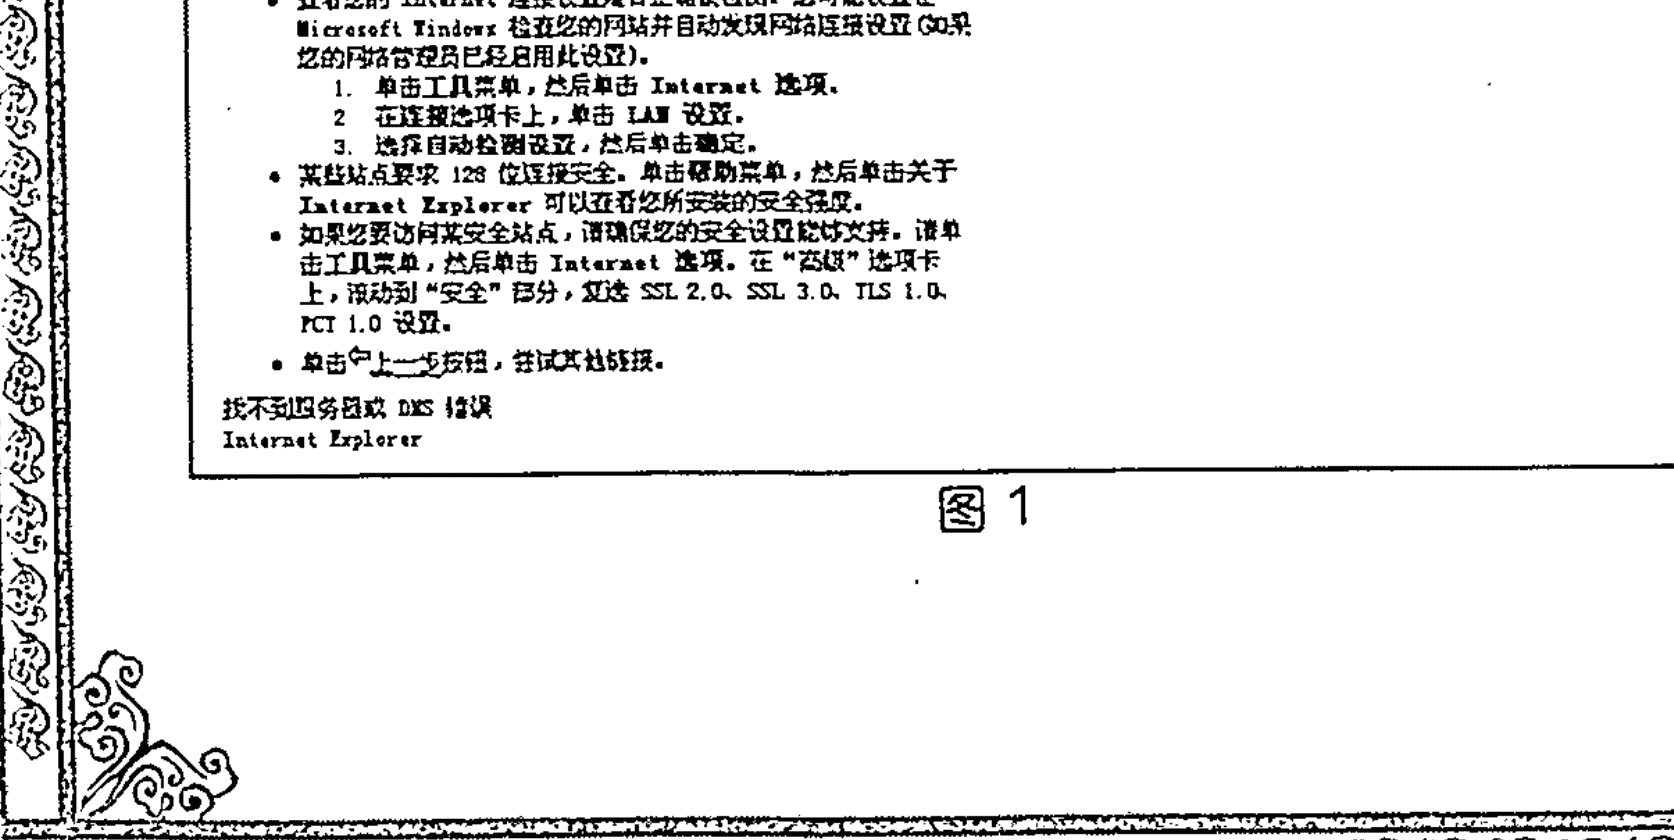 Microsoft Windows 检查您的网站并自动发现网络连接设置(如果
您的网络管理员已经启用此设置)。
1. 单击工具菜单，然后单击 Internet 选项。
2 在连接选项卡上，单击 LAN 设置。
3. 选择自动检测设置，然后单击确定。
• 某些站点要求 128 位连接安全。单击帮助菜单，然后单击关于
Internet Explorer 可以查看您所安装的安全强度。
• 如果您要访问某安全站点，请确保您的安全设置能够支持。请单
击工具菜单，然后单击 Internet 选项。在“高级”选项卡
上，滚动到“安全”部分，复选 SSL 2.0、SSL 3.0、TLS 1.0、
PCT 1.0 设置。
• 单击⇦上一步按钮，尝试其他链接。
找不到服务器或 DNS 错误
Internet Explorer
图 1